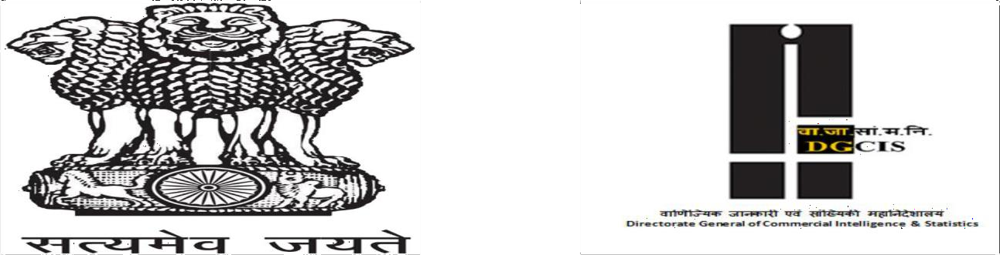 सत्यमेव जयते
वा.जा.सां.म.नि.
DGCIS
वाणिज्यिक जानकारी एवं सांख्यिकी महानिदेशालय
Directorate General of Commercial Intelligence & Statistics